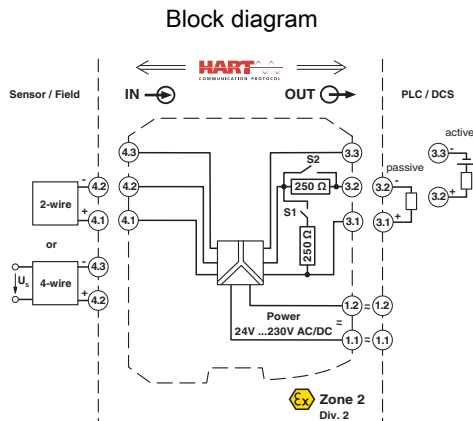 Block diagram
HART
COMMUNICATION PROTOCOL
Sensor / Field
IN
OUT
PLC / DCS
active
4.3
3.3
S2
3.3 -
passive
2-wire
- 4.2
4.2
250 Ω
3.2
3.2 -
3.2 +
+ 4.1
4.1
S1
3.1
3.1 +
or
250 Ω
4-wire
- 4.3
Us
+ 4.2
Power
24V ...230V AC/DC
1.2 ≈ 1.2
≈
1.1 ≈ 1.1
Ex
Zone 2
Div. 2